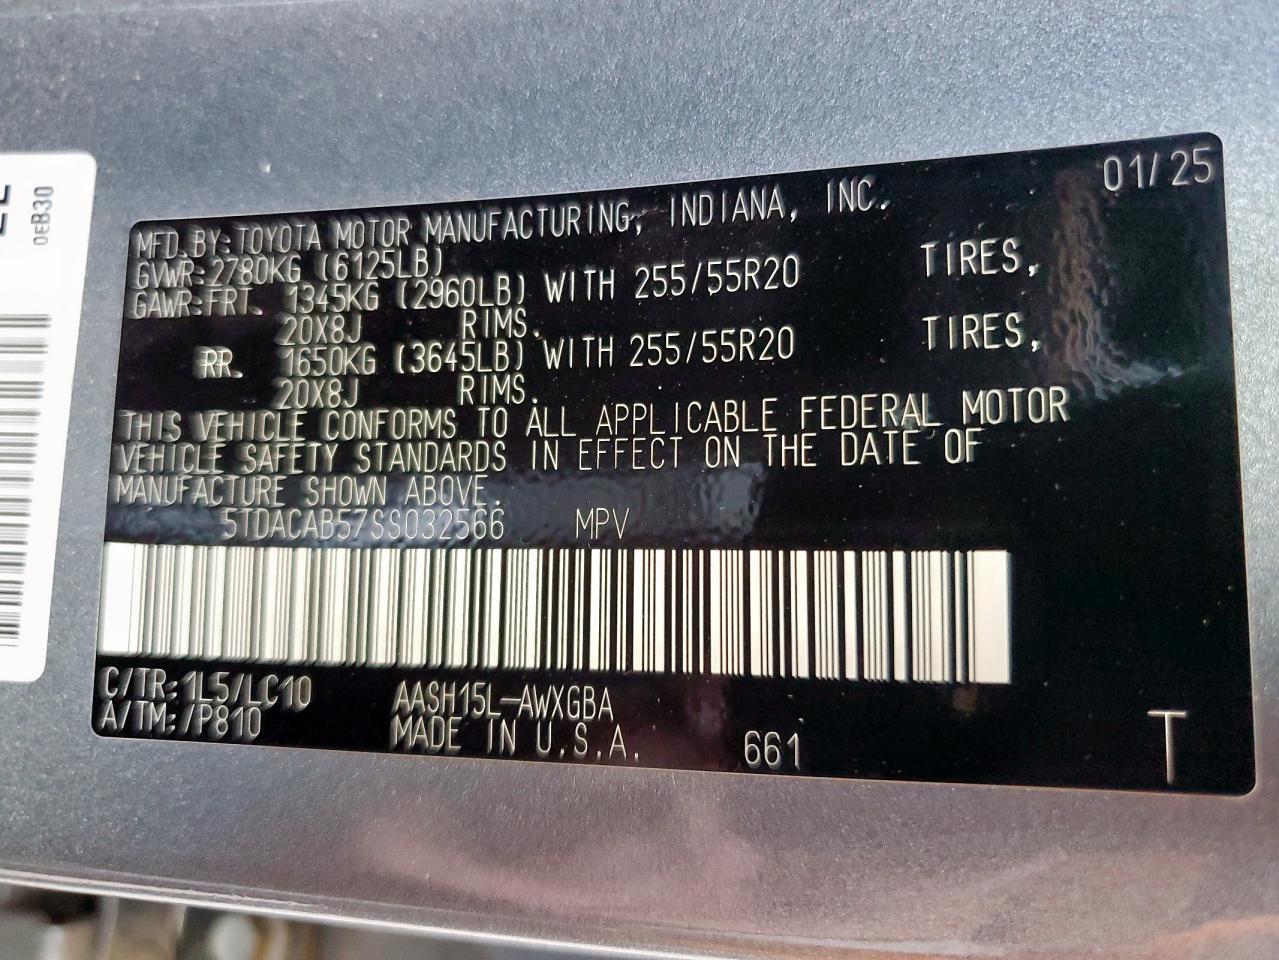 0EB30
01/25
MFD.BY:TOYOTA MOTOR MANUFACTURING, INDIANA, INC.
GVWR:2780KG (6125LB)
GAWR:FRT. 1345KG (2960LB) WITH 255/55R20 TIRES,
20X8J RIMS.
RR. 1650KG (3645LB) WITH 255/55R20 TIRES,
20X8J RIMS.
THIS VEHICLE CONFORMS TO ALL APPLICABLE FEDERAL MOTOR
VEHICLE SAFETY STANDARDS IN EFFECT ON THE DATE OF
MANUFACTURE SHOWN ABOVE.
5TDACAB57SS032566 MPV
C/TR:1L5/LC10 AASH15L-AWXGBA
A/TM:/P810 MADE IN U.S.A. 661
T